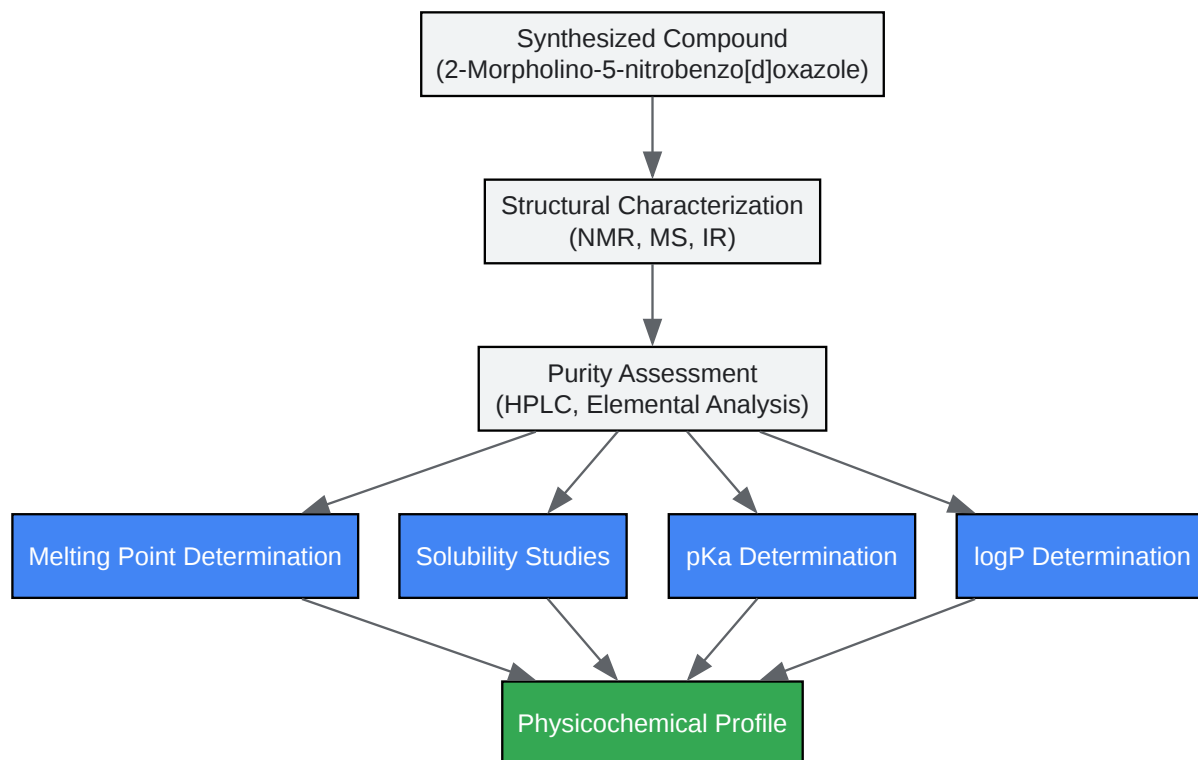 Synthesized Compound
(2-Morpholino-5-nitrobenzo[d]oxazole)
Structural Characterization
(NMR, MS, IR)
Purity Assessment
(HPLC, Elemental Analysis)
Melting Point Determination
Solubility Studies
pKa Determination
logP Determination
Physicochemical Profile